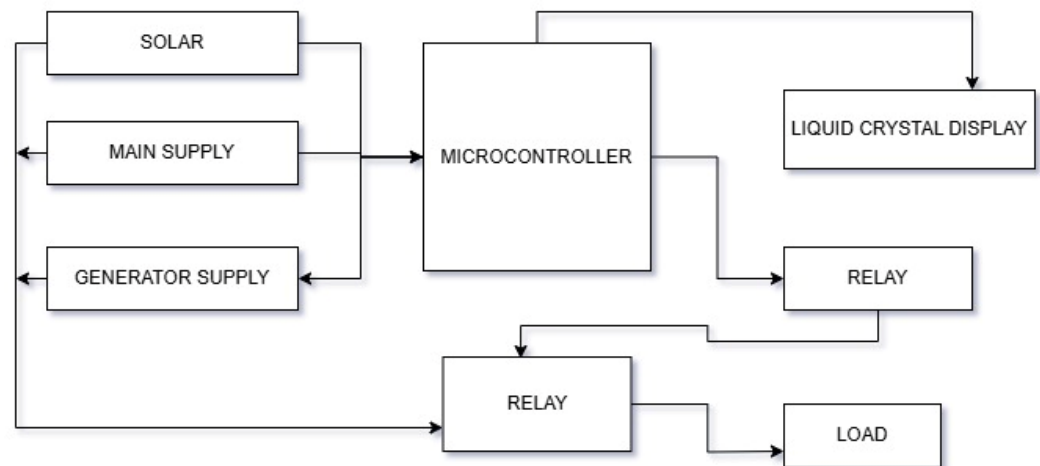 SOLAR
MAIN SUPPLY
GENERATOR SUPPLY
MICROCONTROLLER
LIQUID CRYSTAL DISPLAY
RELAY
RELAY
LOAD